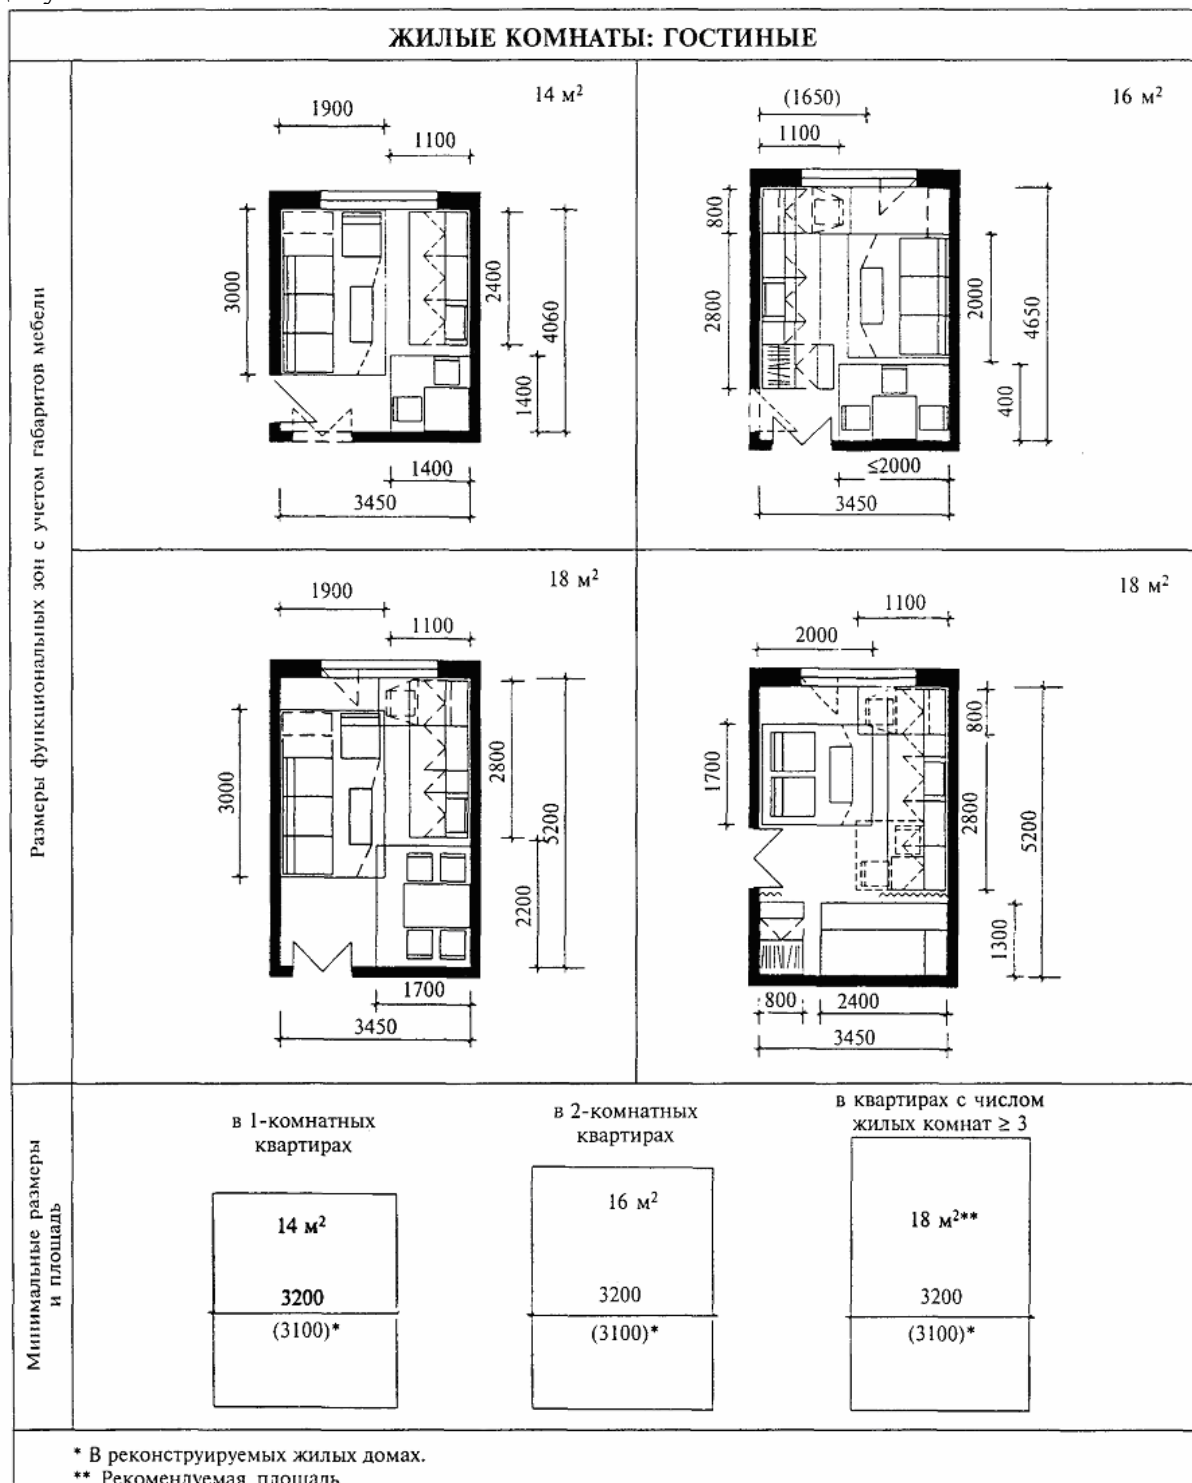 ЖИЛЫЕ КОМНАТЫ: ГОСТИНЫЕ
Размеры функциональных зон с учетом габаритов мебели
14 м²
1900
1100
3000
2400
4060
1400
1400
3450
16 м²
(1650)
1100
800
2800
2000
4650
400
≤2000
3450
18 м²
1900
1100
3000
2800
5200
2200
1700
3450
18 м²
1100
2000
800
1700
2800
5200
1300
800
2400
3450
Минимальные размеры
и площадь
в 1-комнатных
квартирах
14 м²
3200
(3100)*
в 2-комнатных
квартирах
16 м²
3200
(3100)*
в квартирах с числом
жилых комнат ≥ 3
18 м²**
3200
(3100)*
* В реконструируемых жилых домах.
** Рекомендуемая площадь